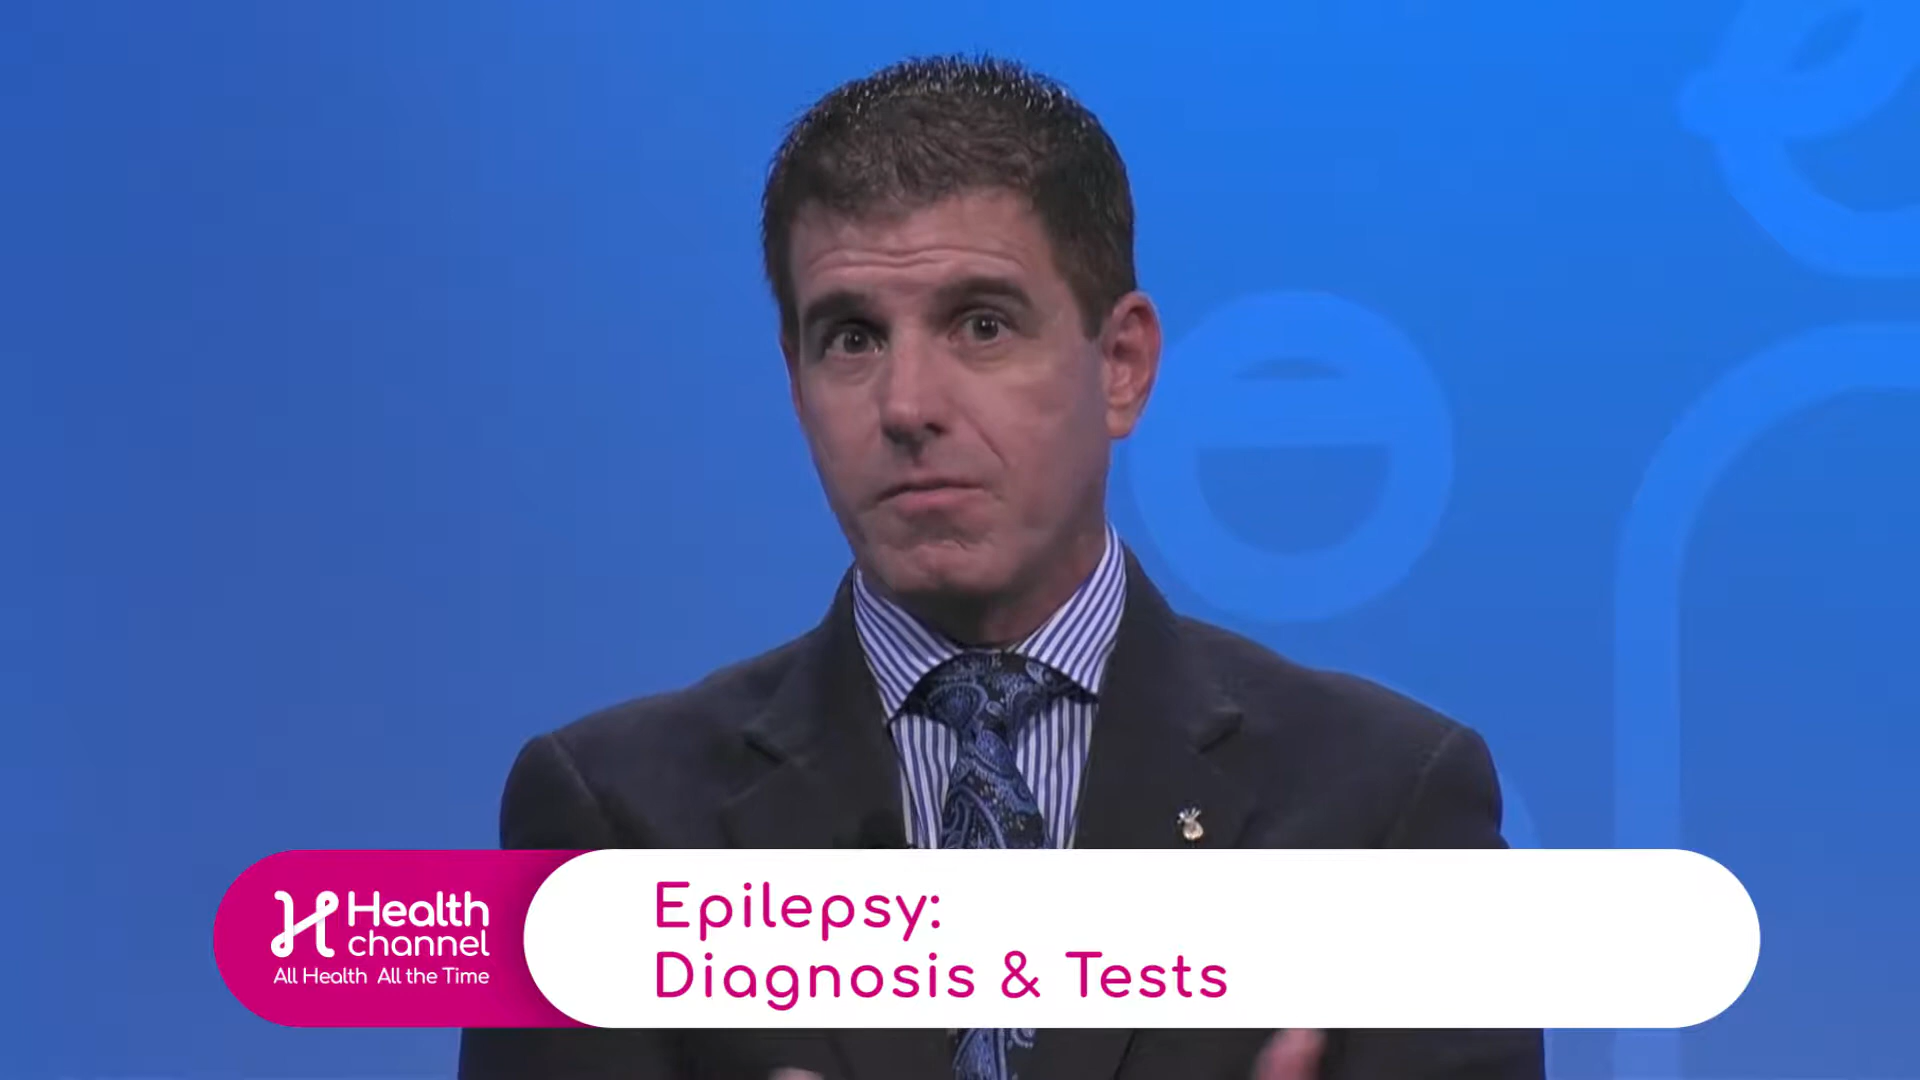 Health
channel
All Health All the Time
Epilepsy:
Diagnosis & Tests